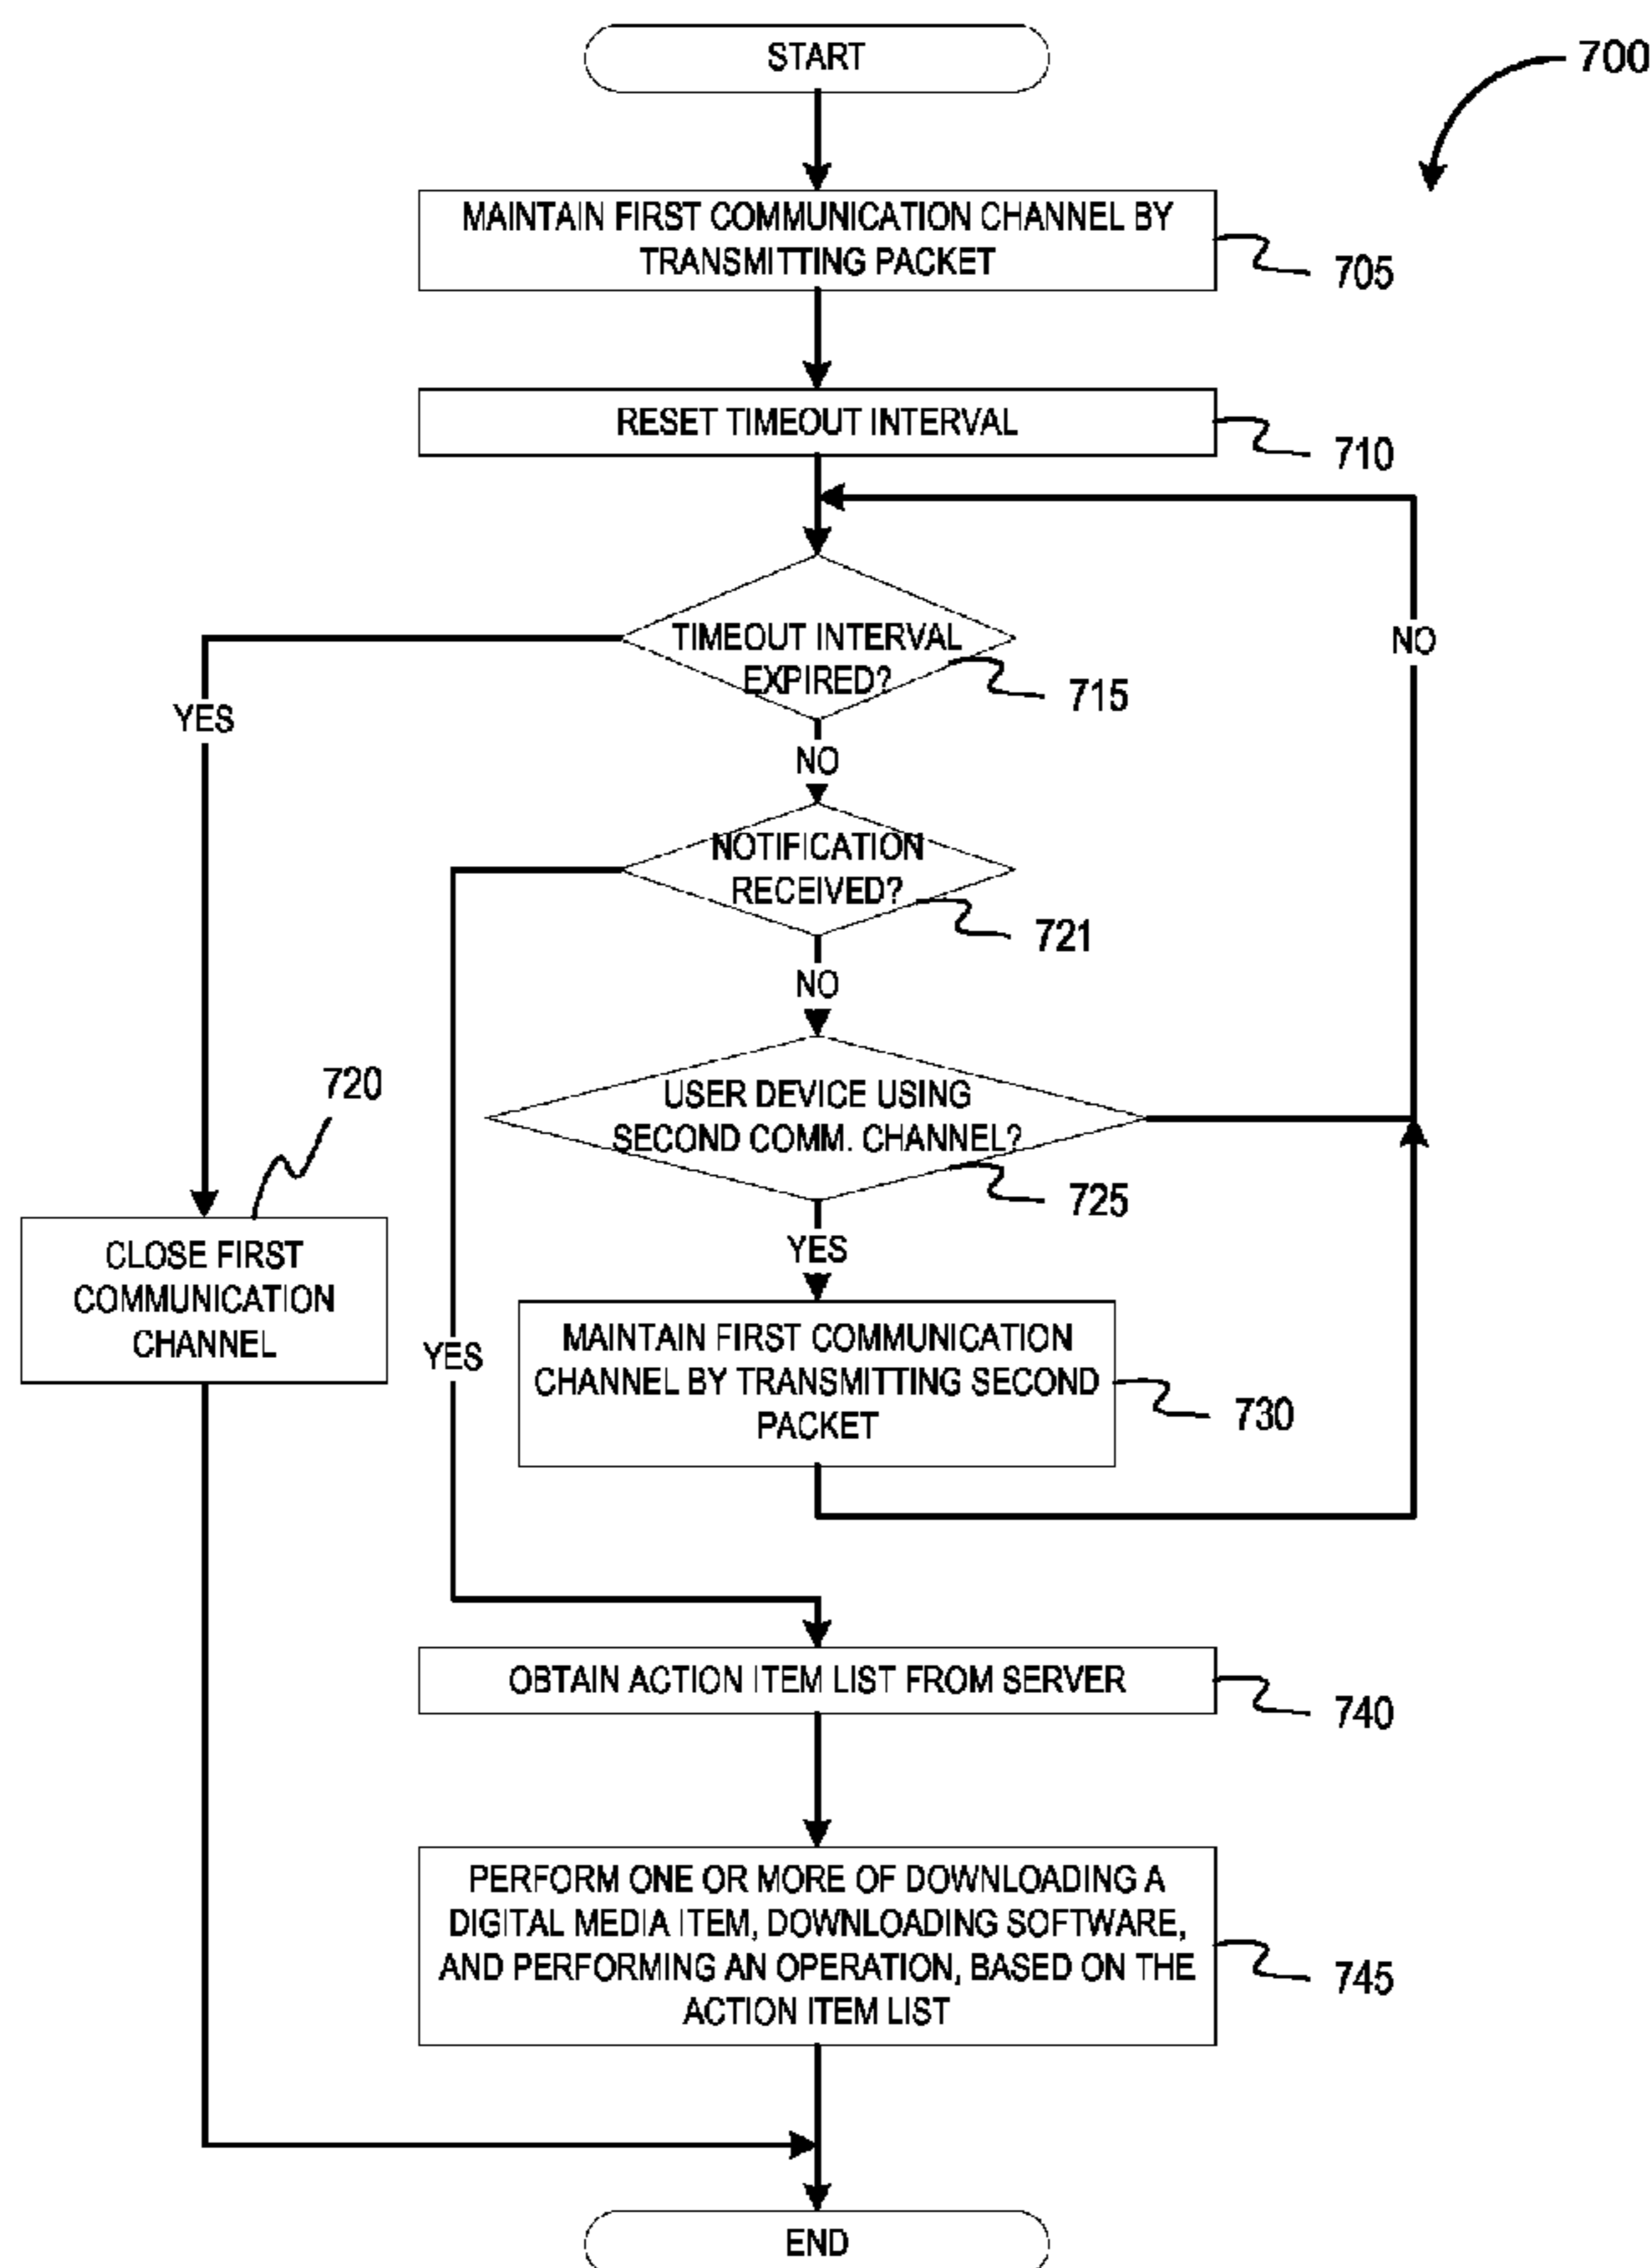 START
700
MAINTAIN FIRST COMMUNICATION CHANNEL BY
TRANSMITTING PACKET
705
RESET TIMEOUT INTERVAL
710
TIMEOUT INTERVAL
EXPIRED?
715
NO
YES
NO
NOTIFICATION
RECEIVED?
721
NO
USER DEVICE USING
SECOND COMM. CHANNEL?
725
720
YES
CLOSE FIRST
COMMUNICATION
CHANNEL
YES
MAINTAIN FIRST COMMUNICATION
CHANNEL BY TRANSMITTING SECOND
PACKET
730
OBTAIN ACTION ITEM LIST FROM SERVER
740
PERFORM ONE OR MORE OF DOWNLOADING A
DIGITAL MEDIA ITEM, DOWNLOADING SOFTWARE,
AND PERFORMING AN OPERATION, BASED ON THE
ACTION ITEM LIST
745
END